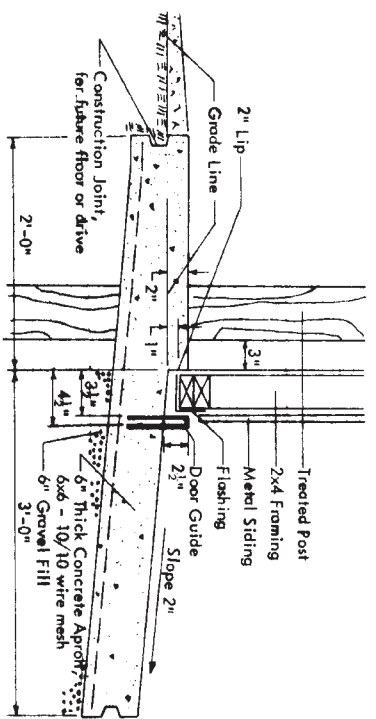 Treated Post
2x4 Framing
Metal Siding
Flashing
Door Guide
2" Lip
Grade Line
Construction Joint,
for future floor or drive
2"
1"
3"
2½"
Slope 2"
3½"
4½"
2'-0"
3'-0"
6" Thick Concrete Apron,
6x6 - 10/10 wire mesh
6" Gravel Fill